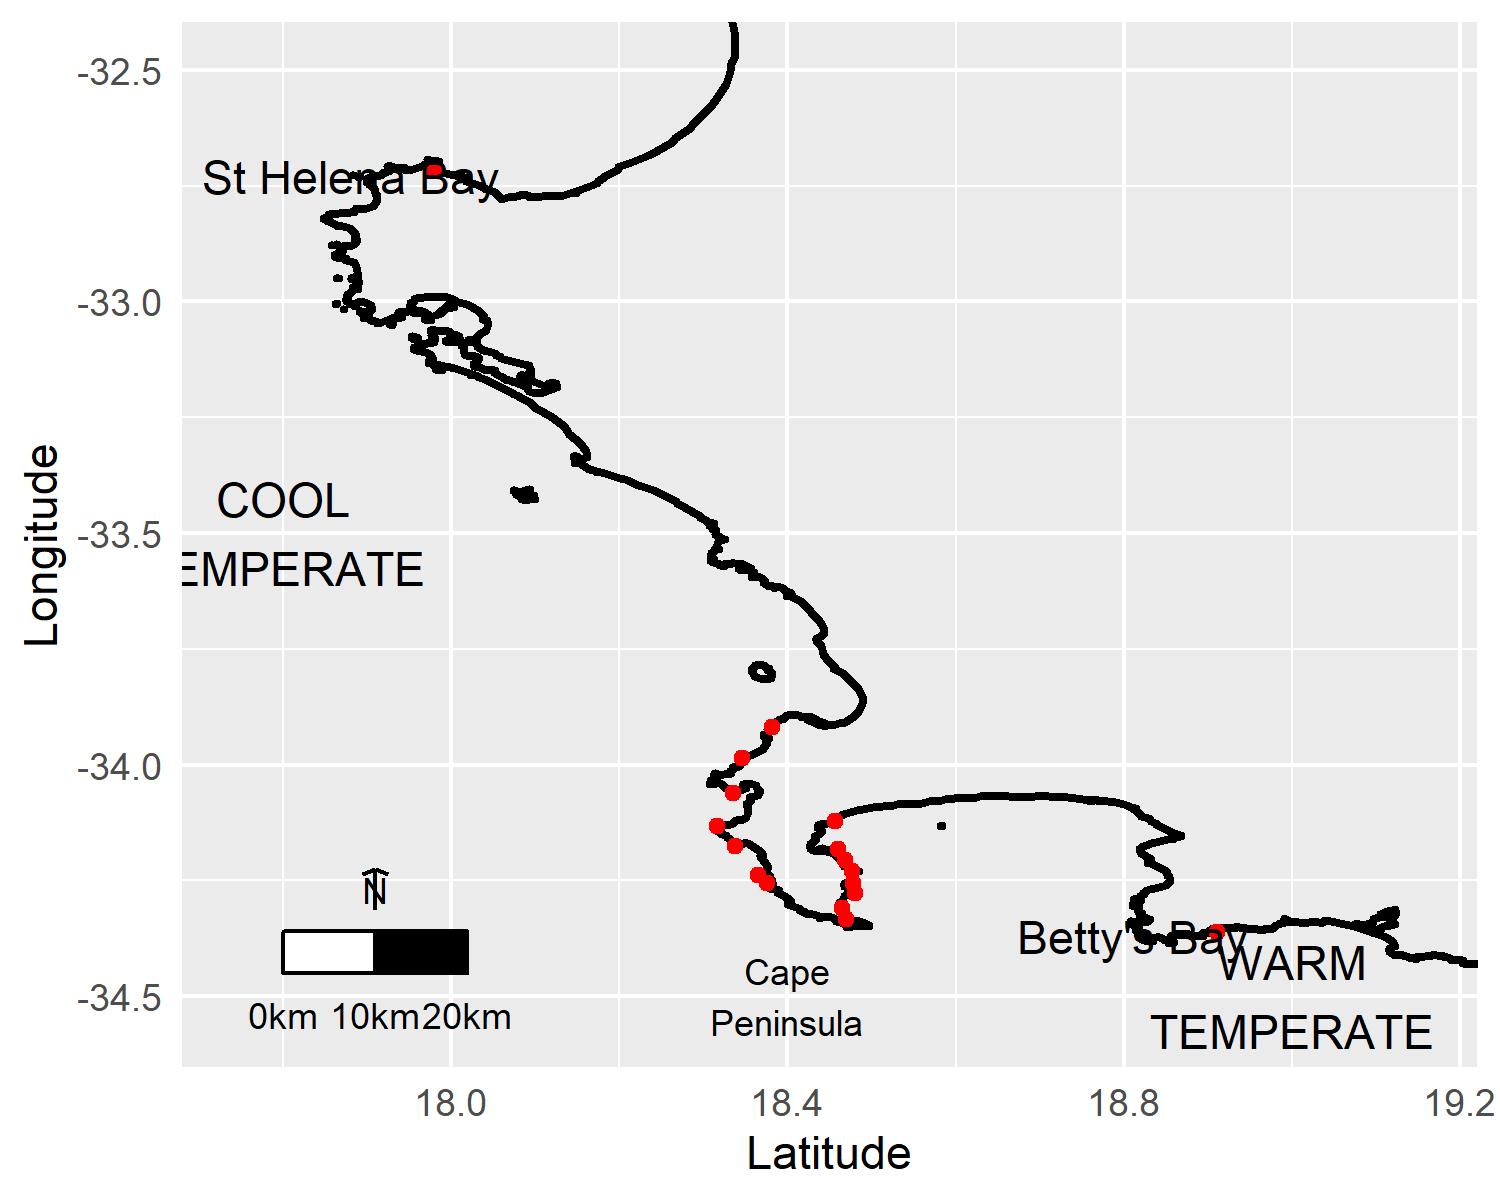 -32.5
St Helena Bay
-33.0
COOL
EMPERATE
-33.5
Longitude
-34.0
N
0km 10km20km
Betty's Bay
WARM
TEMPERATE
Cape
Peninsula
-34.5
18.0 18.4 18.8 19.2
Latitude